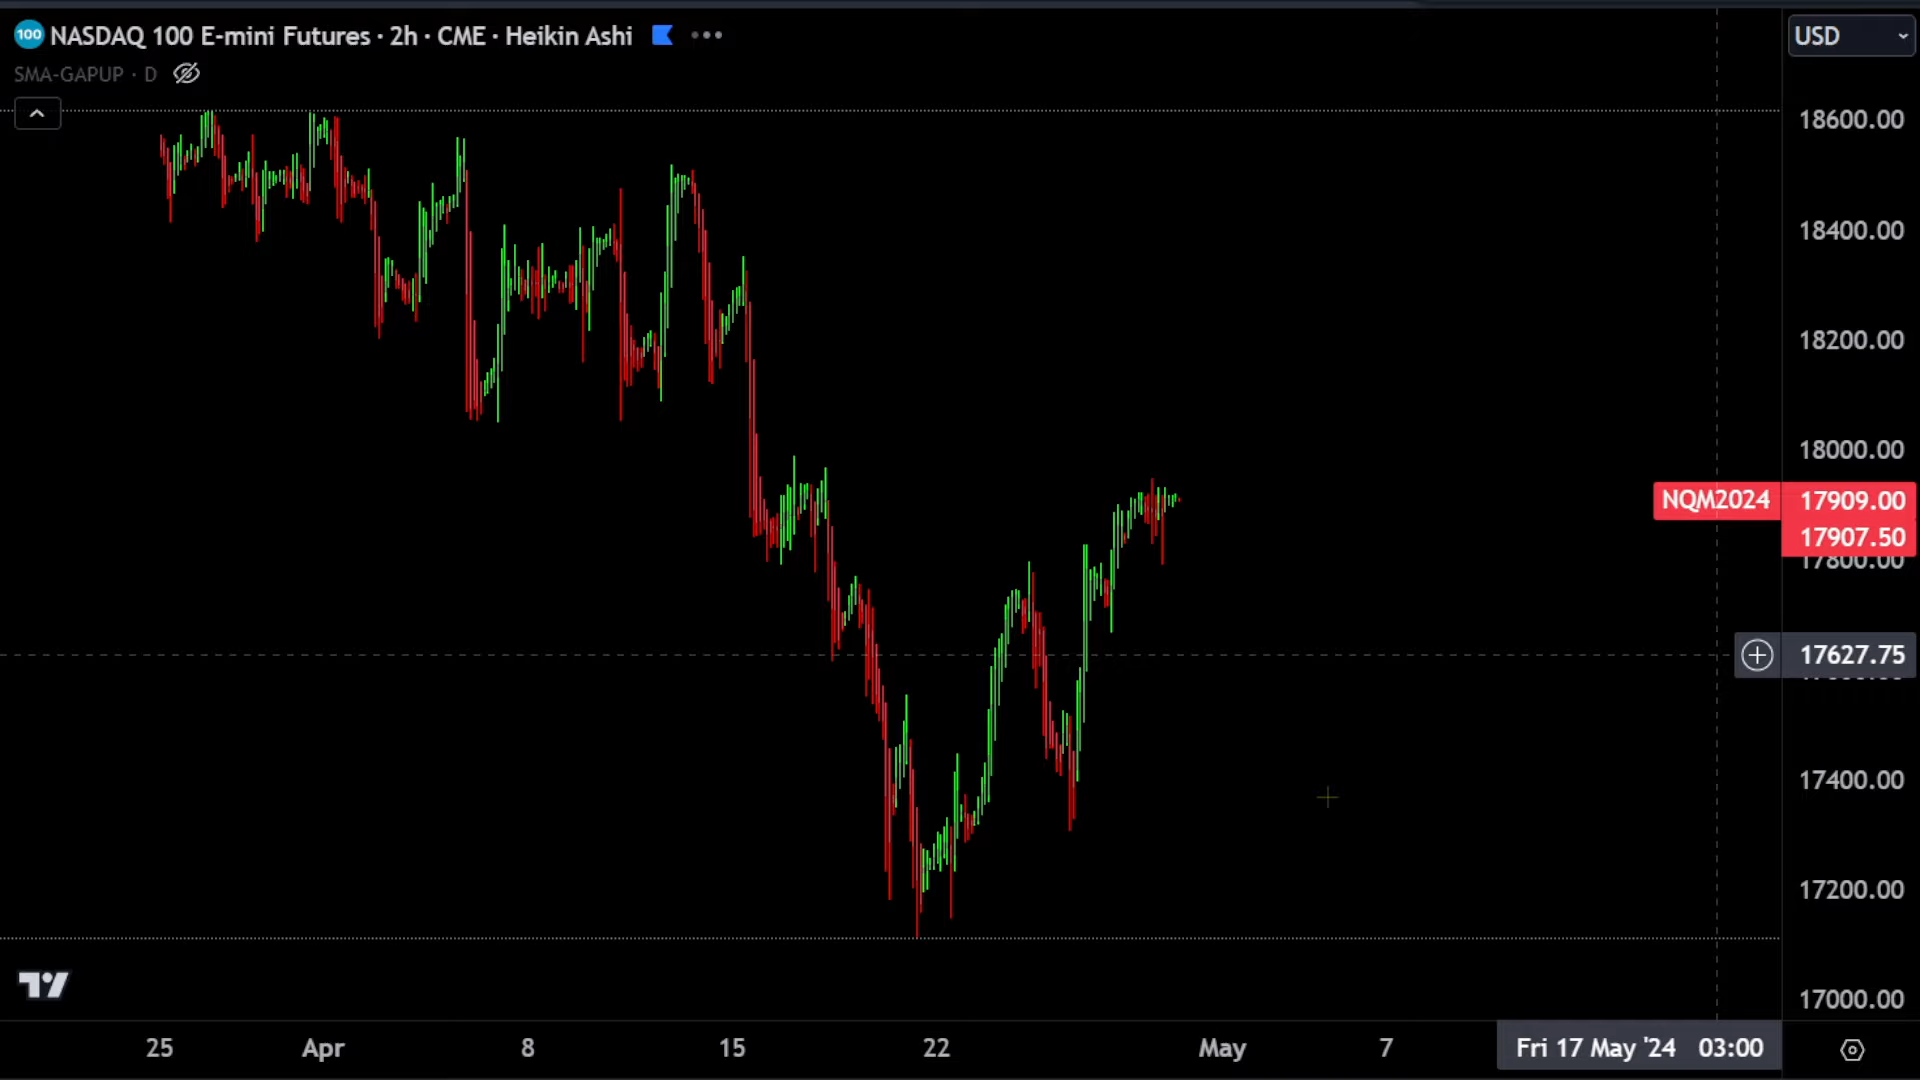 100 NASDAQ 100 E-mini Futures · 2h · CME · Heikin Ashi
USD
SMA-GAPUP · D
18600.00
18400.00
18200.00
18000.00
NQM2024 17909.00
17907.50
17800.00
17627.75
17400.00
17200.00
17000.00
25 Apr 8 15 22 May 7 Fri 17 May '24 03:00